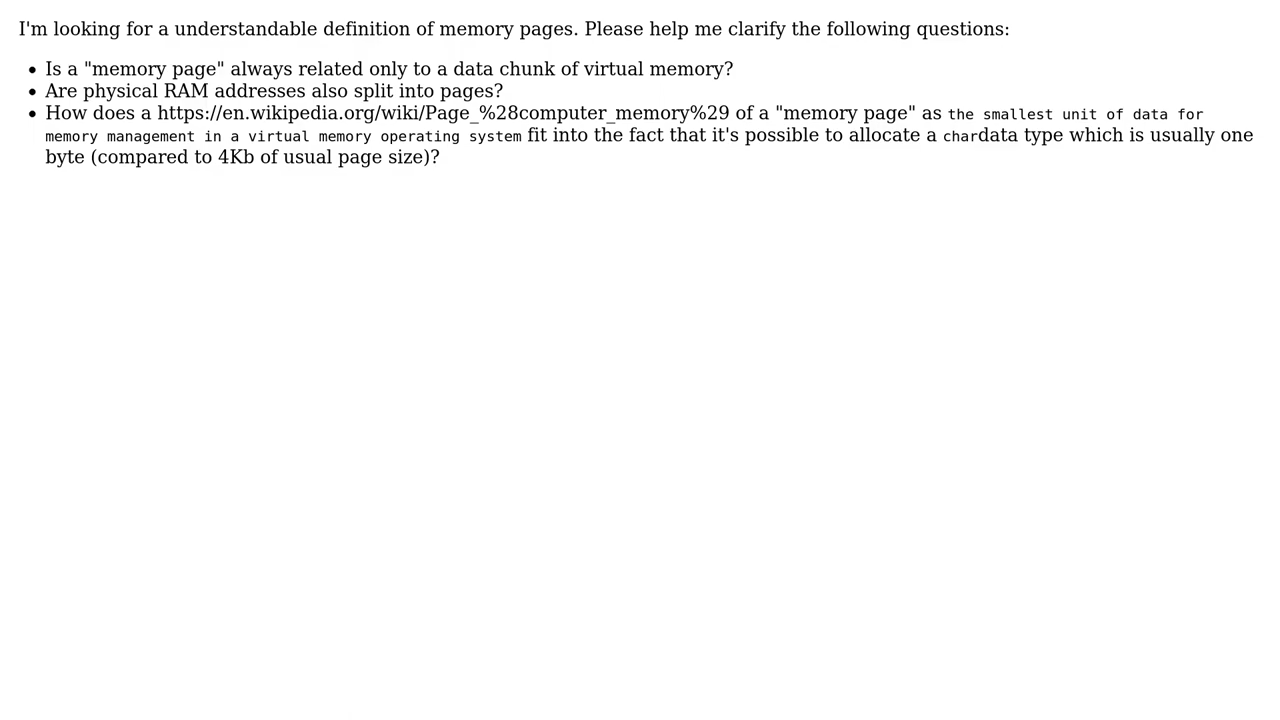 I'm looking for a understandable definition of memory pages. Please help me clarify the following questions:
• Is a "memory page" always related only to a data chunk of virtual memory?
• Are physical RAM addresses also split into pages?
• How does a https://en.wikipedia.org/wiki/Page_%28computer_memory%29 of a "memory page" as the smallest unit of data for
memory management in a virtual memory operating system fit into the fact that it's possible to allocate a chardata type which is usually one
byte (compared to 4Kb of usual page size)?